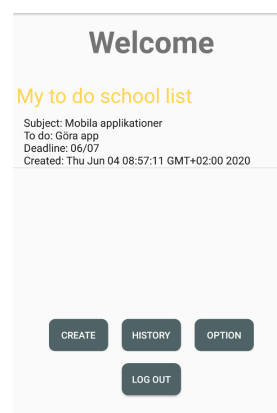 Welcome
My to do school list
Subject: Mobila applikationer
To do: Göra app
Deadline: 06/07
Created: Thu Jun 04 08:57:11 GMT+02:00 2020
CREATE HISTORY OPTION
LOG OUT